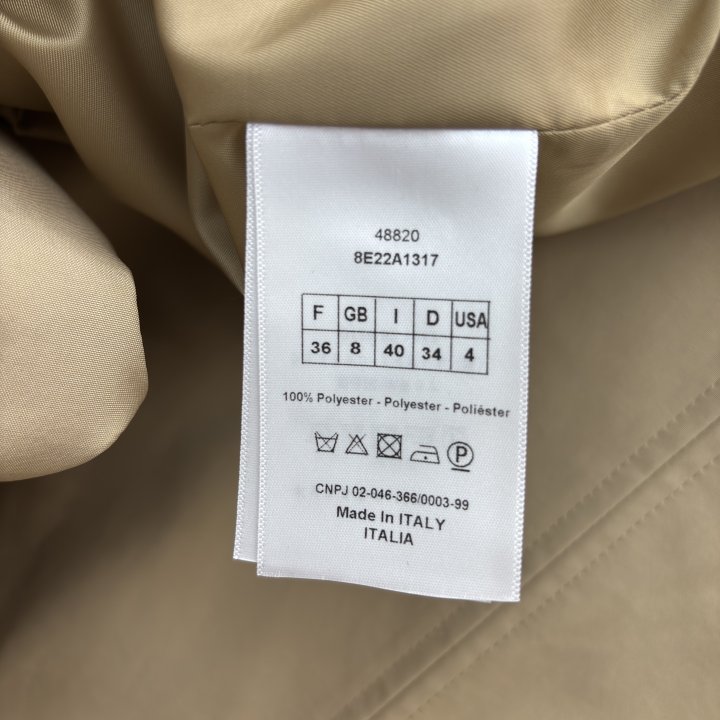 48820
8E22A1317
F GB I D USA
36 8 40 34 4
100% Polyester - Polyester - Poliéster
P
CNPJ 02-046-366/0003-99
Made In ITALY
ITALIA